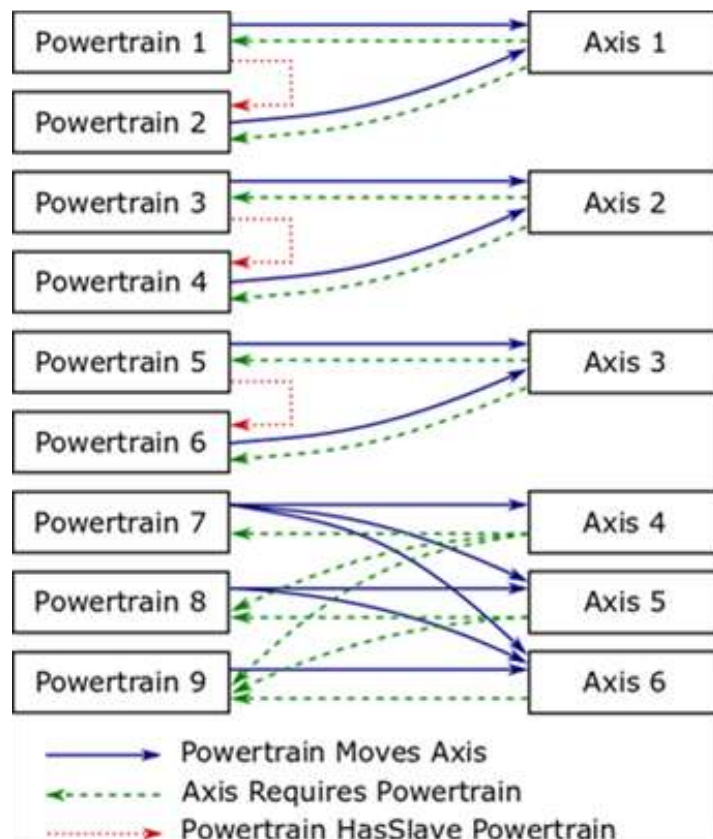 Powertrain 1
Axis 1
Powertrain 2
Powertrain 3
Axis 2
Powertrain 4
Powertrain 5
Axis 3
Powertrain 6
Powertrain 7
Axis 4
Powertrain 8
Axis 5
Powertrain 9
Axis 6
Powertrain Moves Axis
Axis Requires Powertrain
Powertrain HasSlave Powertrain